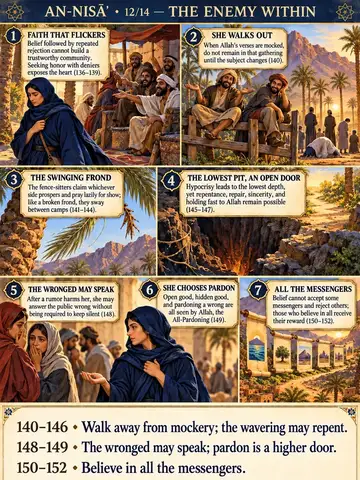 AN-NISĀ’ • 12/14 — THE ENEMY WITHIN
1
FAITH THAT FLICKERS
Belief followed by repeated
rejection cannot build a
trustworthy community.
Seeking honor with deniers
exposes the heart (136–139).
2
SHE WALKS OUT
When Allah’s verses are mocked,
do not remain in that gathering
until the subject changes (140).
3
THE SWINGING FROND
The fence-sitters claim whichever
side prospers and pray lazily for show;
like a broken frond, they sway
between camps (141–144).
4
THE LOWEST PIT, AN OPEN DOOR
Hypocrisy leads to the lowest depth,
yet repentance, repair, sincerity, and
holding fast to Allah remain possible
(145–147).
5
THE WRONGED MAY SPEAK
After a rumor harms her, she may
answer the public wrong without
being required to keep silent (148).
6
SHE CHOOSES PARDON
Open good, hidden good,
and pardoning a wrong are
all seen by Allah, the
All-Pardoning (149).
7
ALL THE MESSENGERS
Belief cannot accept some
messengers and reject others;
those who believe in all receive
their reward (150–152).
140–146 • Walk away from mockery; the wavering may repent.
148–149 • The wronged may speak; pardon is a higher door.
150–152 • Believe in all the messengers.